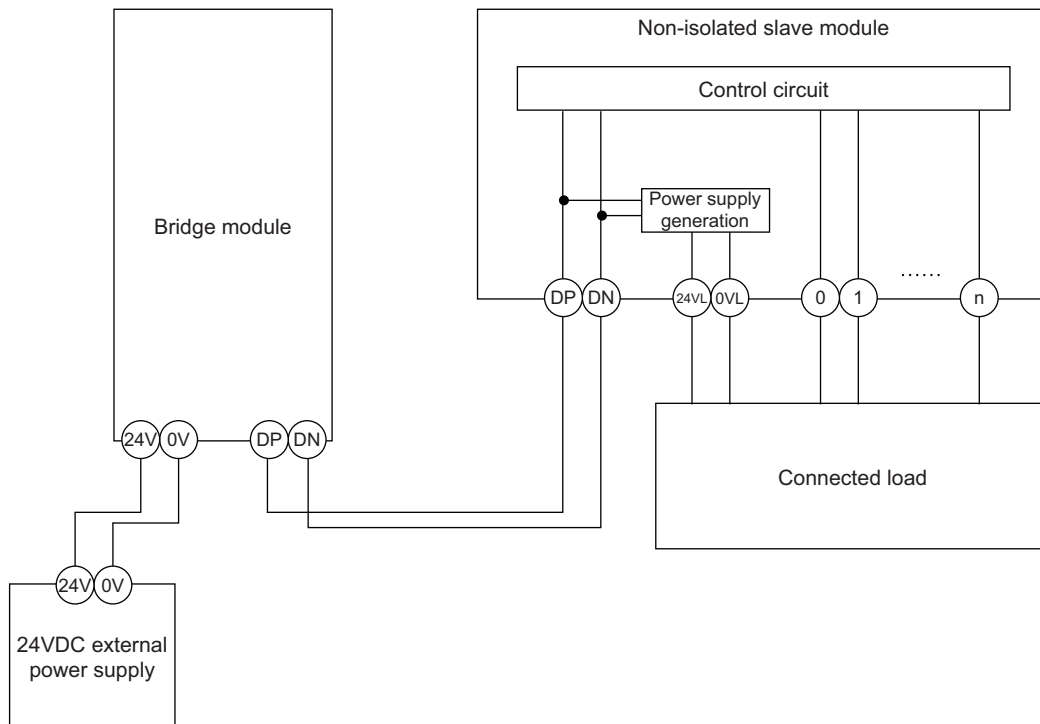 Non-isolated slave module
Control circuit
Bridge module
Power supply
generation
DP DN 24VL 0VL 0 1 ...... n
24V 0V DP DN
Connected load
24V 0V
24VDC external
power supply